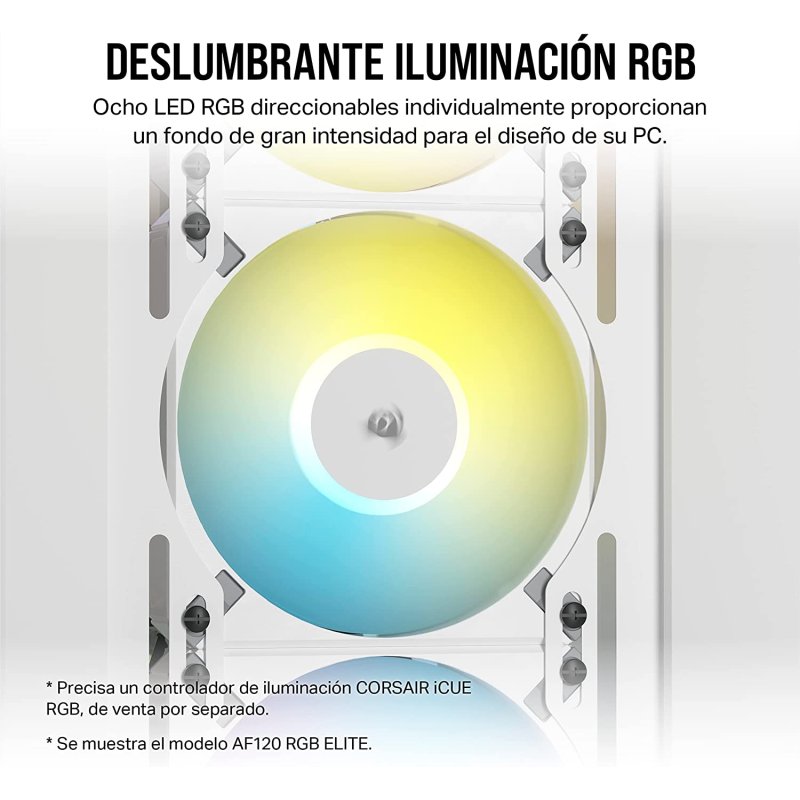 DESLUMBRANTE ILUMINACIÓN RGB
Ocho LED RGB direccionables individualmente proporcionan
un fondo de gran intensidad para el diseño de su PC.
* Precisa un controlador de iluminación CORSAIR iCUE
RGB, de venta por separado.
* Se muestra el modelo AF120 RGB ELITE.